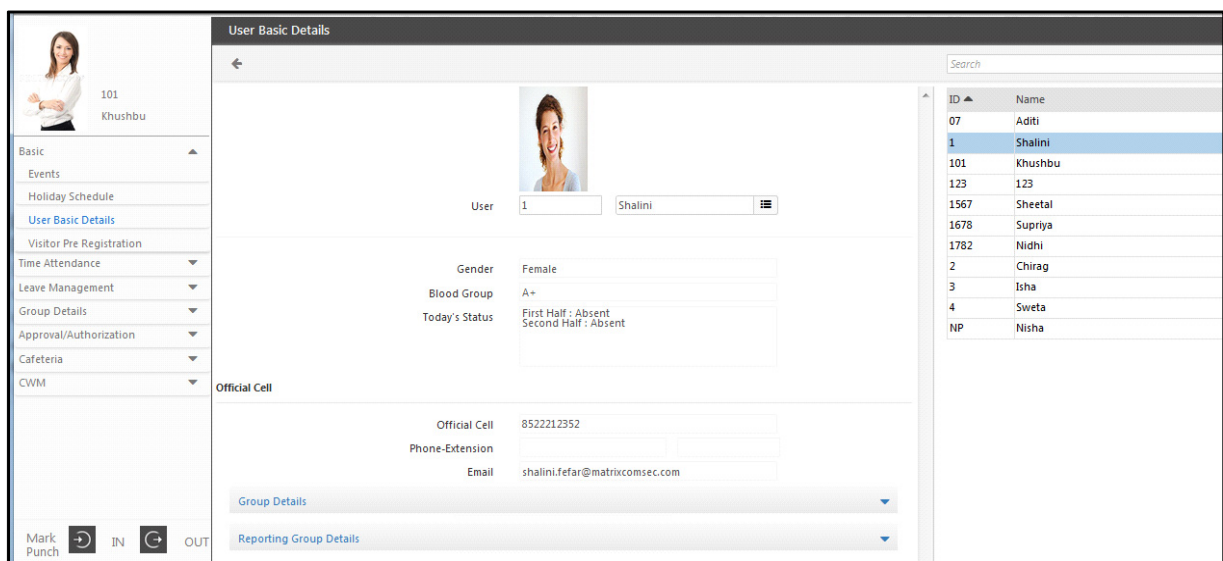 User Basic Details
101
Khushbu
Basic
Events
Holiday Schedule
User Basic Details
Visitor Pre Registration
Time Attendance
Leave Management
Group Details
Approval/Authorization
Cafeteria
CWM
Mark Punch IN OUT
User 1 Shalini
Gender Female
Blood Group A+
Today's Status First Half : Absent
Second Half : Absent
Official Cell
Official Cell 8522212352
Phone-Extension
Email shalini.fefar@matrixcomsec.com
Group Details
Reporting Group Details
Search
ID Name
07 Aditi
1 Shalini
101 Khushbu
123 123
1567 Sheetal
1678 Supriya
1782 Nidhi
2 Chirag
3 Isha
4 Sweta
NP Nisha